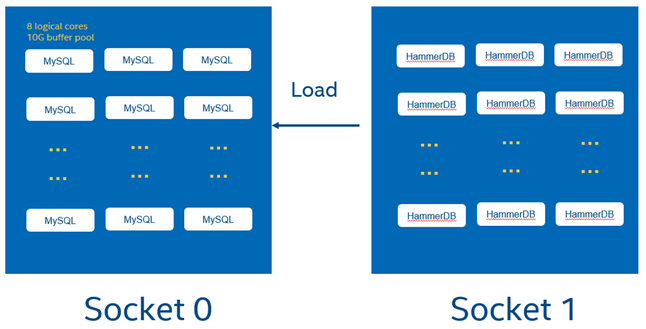 8 logical cores
10G buffer pool
MySQL MySQL MySQL
MySQL MySQL MySQL
... ... ...
... ... ...
MySQL MySQL MySQL
Load
HammerDB HammerDB HammerDB
HammerDB HammerDB HammerDB
... ... ...
... ... ...
HammerDB HammerDB HammerDB
Socket 0
Socket 1